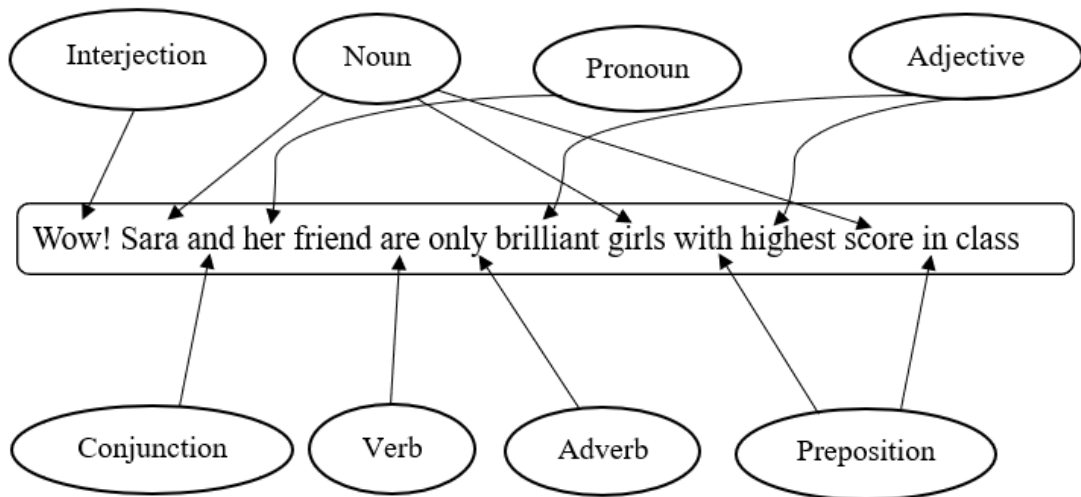 Interjection
Noun
Pronoun
Adjective
Wow! Sara and her friend are only brilliant girls with highest score in class
Conjunction
Verb
Adverb
Preposition